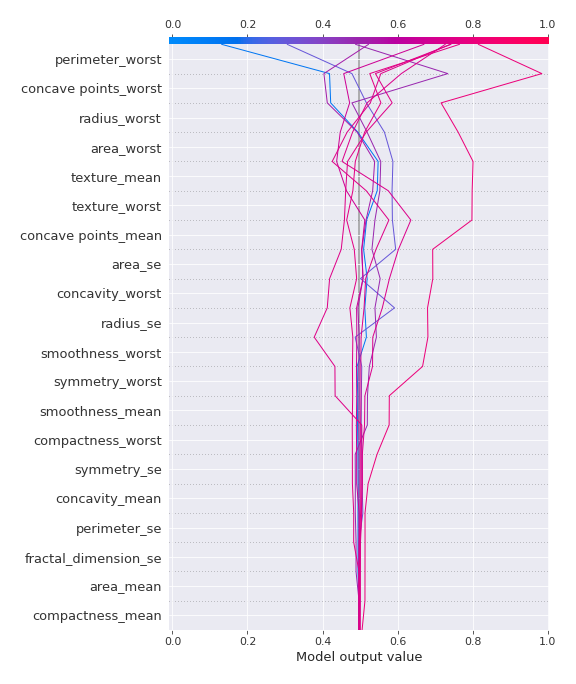 0.0 0.2 0.4 0.6 0.8 1.0
perimeter_worst
concave points_worst
radius_worst
area_worst
texture_mean
texture_worst
concave points_mean
area_se
concavity_worst
radius_se
smoothness_worst
symmetry_worst
smoothness_mean
compactness_worst
symmetry_se
concavity_mean
perimeter_se
fractal_dimension_se
area_mean
compactness_mean
0.0 0.2 0.4 0.6 0.8 1.0
Model output value